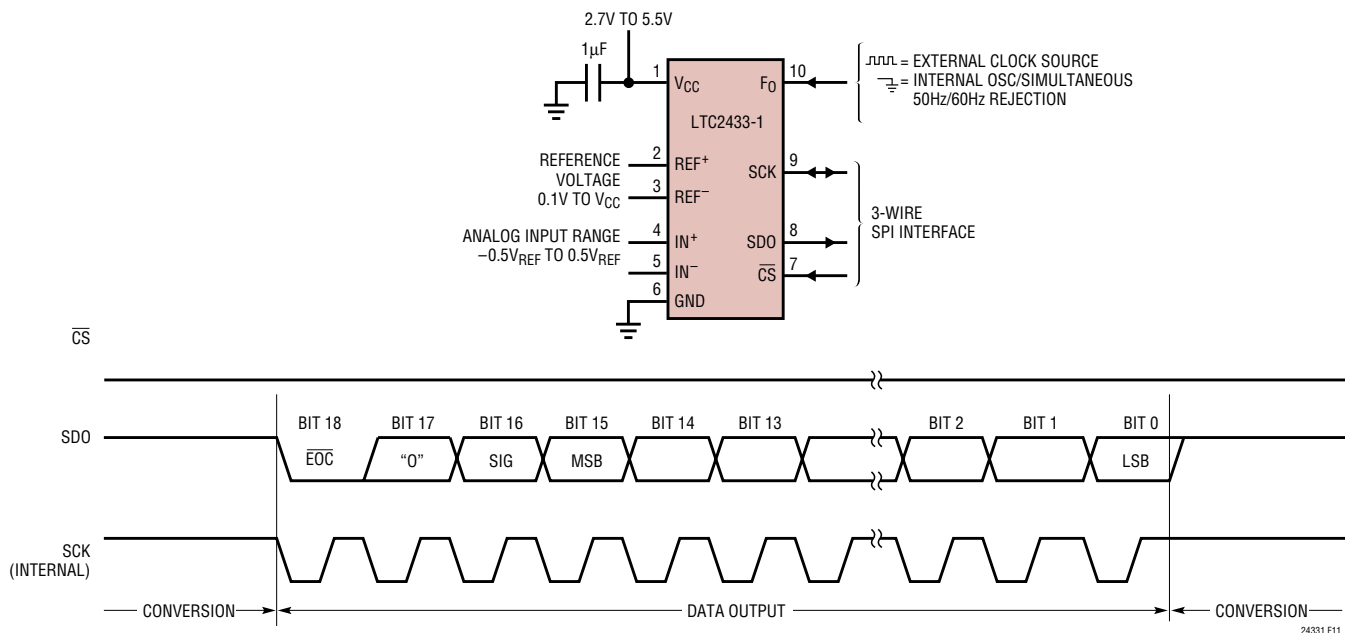 2.7V TO 5.5V
1µF
1
VCC
FO
10
= EXTERNAL CLOCK SOURCE
= INTERNAL OSC/SIMULTANEOUS
50Hz/60Hz REJECTION
LTC2433-1
REFERENCE
VOLTAGE
0.1V TO VCC
2
REF+
3
REF−
SCK
9
3-WIRE
SPI INTERFACE
ANALOG INPUT RANGE
−0.5VREF TO 0.5VREF
4
IN+
5
IN−
SDO
8
CS
7
6
GND
CS
SDO
BIT 18
BIT 17
BIT 16
BIT 15
BIT 14
BIT 13
BIT 2
BIT 1
BIT 0
EOC
“O”
SIG
MSB
LSB
SCK
(INTERNAL)
CONVERSION
DATA OUTPUT
CONVERSION
24331 F11